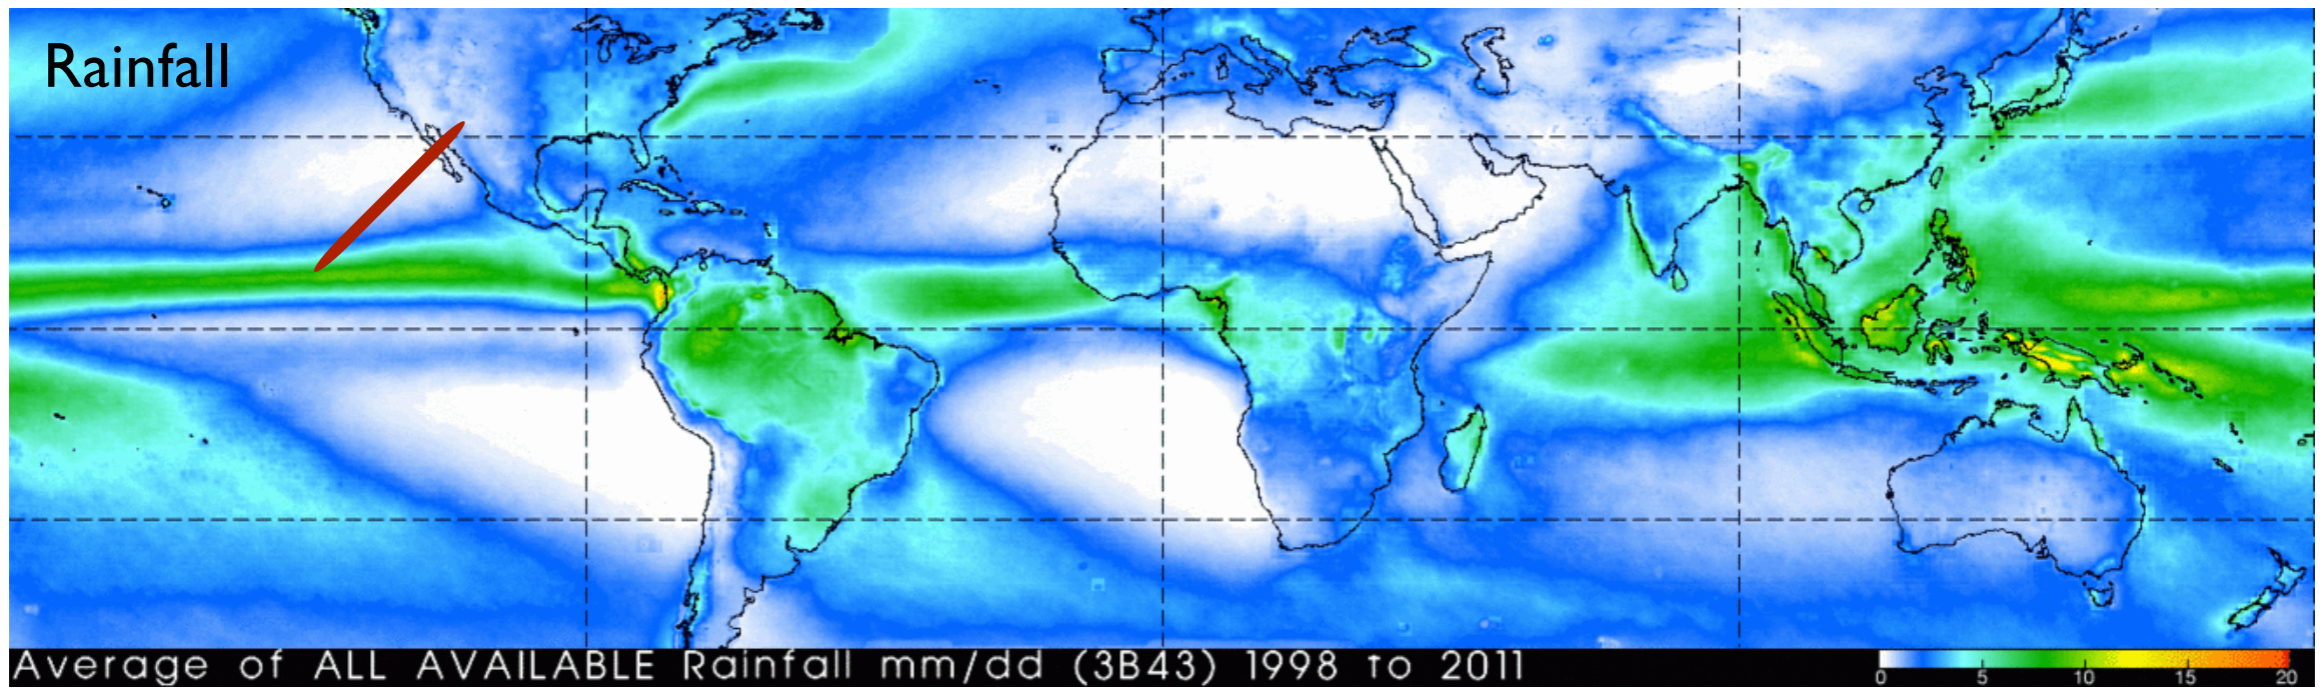 Rainfall
Average of ALL AVAILABLE Rainfall mm/dd (3B43) 1998 to 2011
0 5 10 15 20